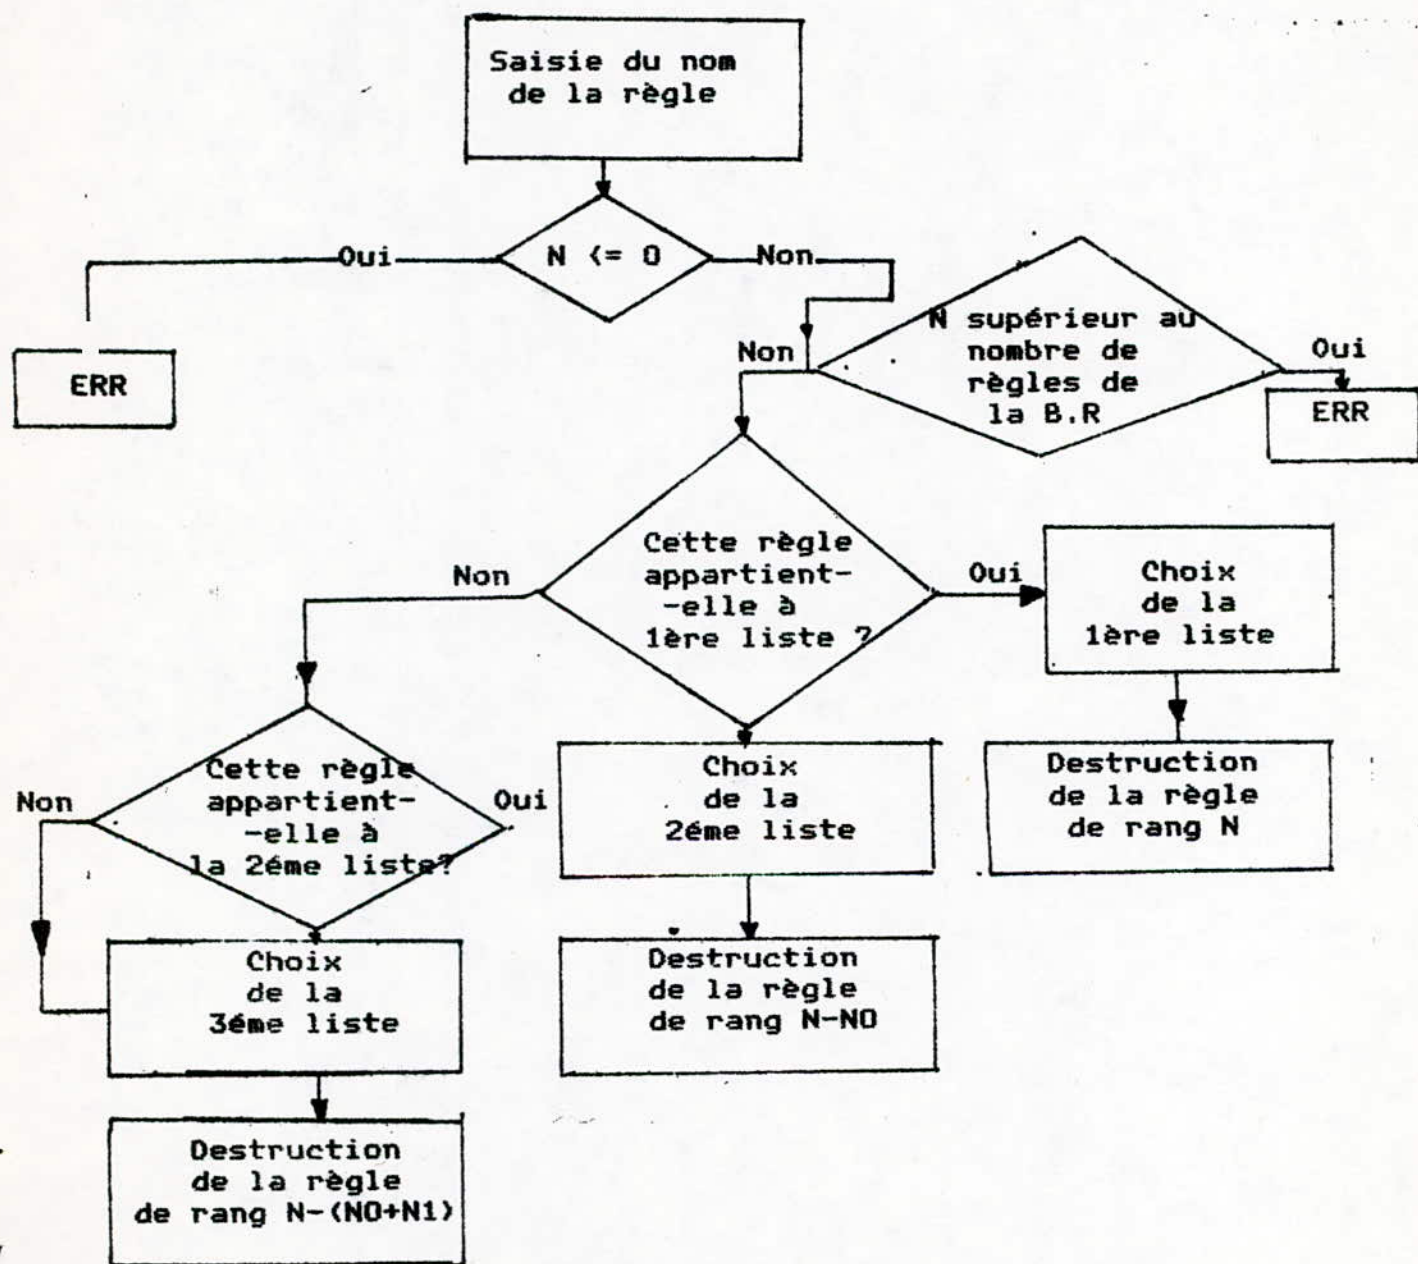 Saisie du nom
de la règle
Oui
N <= 0
Non
ERR
Non
N supérieur au
nombre de
règles de
la B.R
Oui
ERR
Non
Cette règle
appartient-
-elle à
1ère liste ?
Oui
Choix
de la
1ère liste
Non
Cette règle
appartient-
-elle à
la 2éme liste?
Oui
Choix
de la
2éme liste
Destruction
de la règle
de rang N
Choix
de la
3éme liste
Destruction
de la règle
de rang N-N0
Destruction
de la règle
de rang N-(N0+N1)